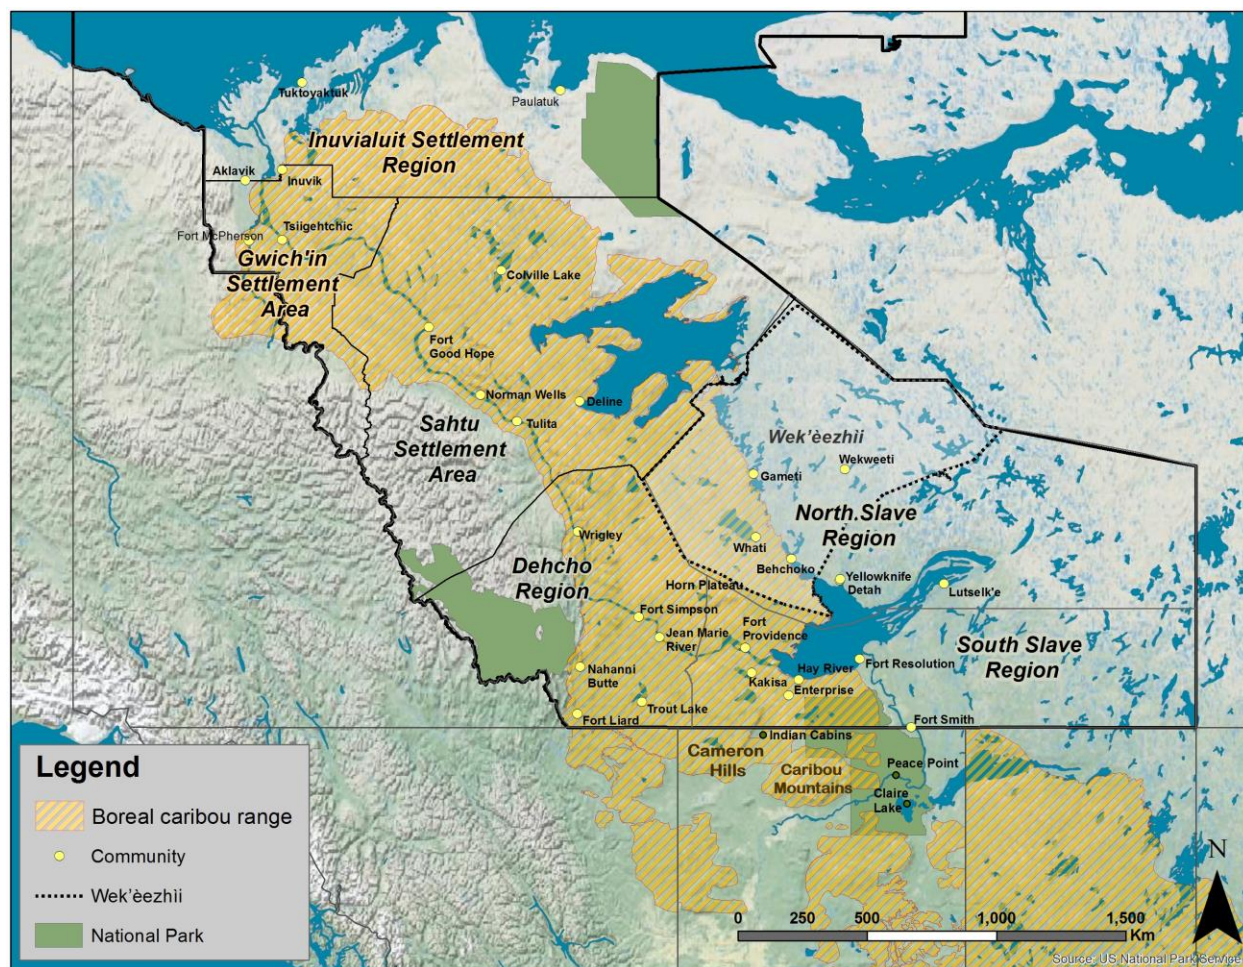 Tuktoyaktuk
Paulatuk
Inuvialuit Settlement
Region
Aklavik
Inuvik
Tsiigehtchic
Fort McPherson
Gwich'in
Settlement
Area
Colville Lake
Fort
Good Hope
Norman Wells
Deline
Tulita
Sahtu
Settlement
Area
Wek'èezhìi
Wekweeti
Gameti
North Slave
Region
Wrigley
Whati
Behchoko
Dehcho
Region
Horn Plateau
Yellowknife
Detah
Lutselk'e
Fort Simpson
Jean Marie
River
Fort
Providence
South Slave
Region
Nahanni
Butte
Hay River
Fort Resolution
Kakisa
Enterprise
Trout Lake
Fort Liard
Fort Smith
Indian Cabins
Cameron
Hills
Caribou
Mountains
Peace Point
Claire
Lake
Legend
Boreal caribou range
Community
Wek'èezhìi
National Park
N
0 250 500 1,000 1,500
Km
Source: US National Park Service